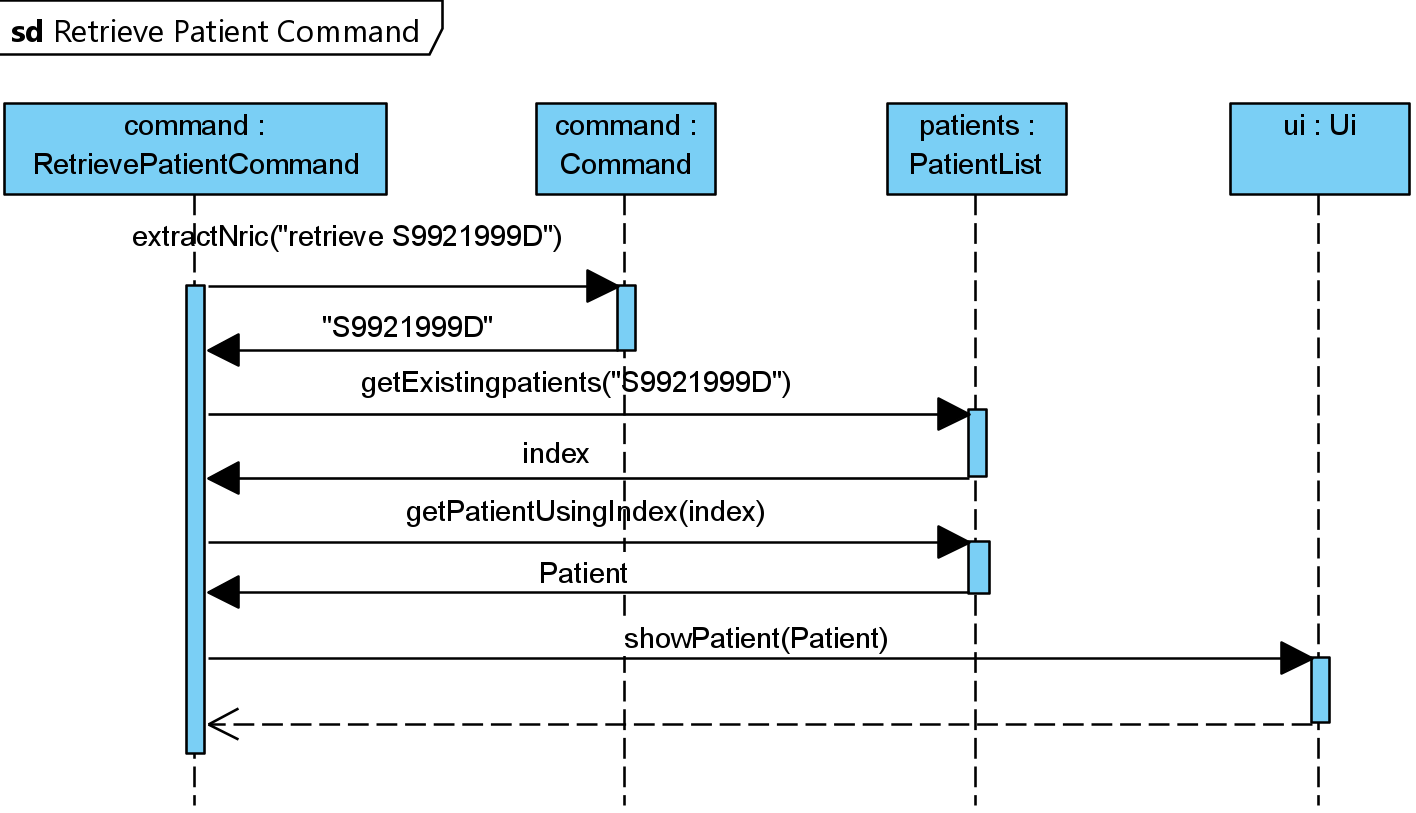 sd Retrieve Patient Command
command :
RetrievePatientCommand
command :
Command
patients :
PatientList
ui : Ui
extractNric("retrieve S9921999D")
"S9921999D"
getExistingpatients("S9921999D")
index
getPatientUsingIndex(index)
Patient
showPatient(Patient)